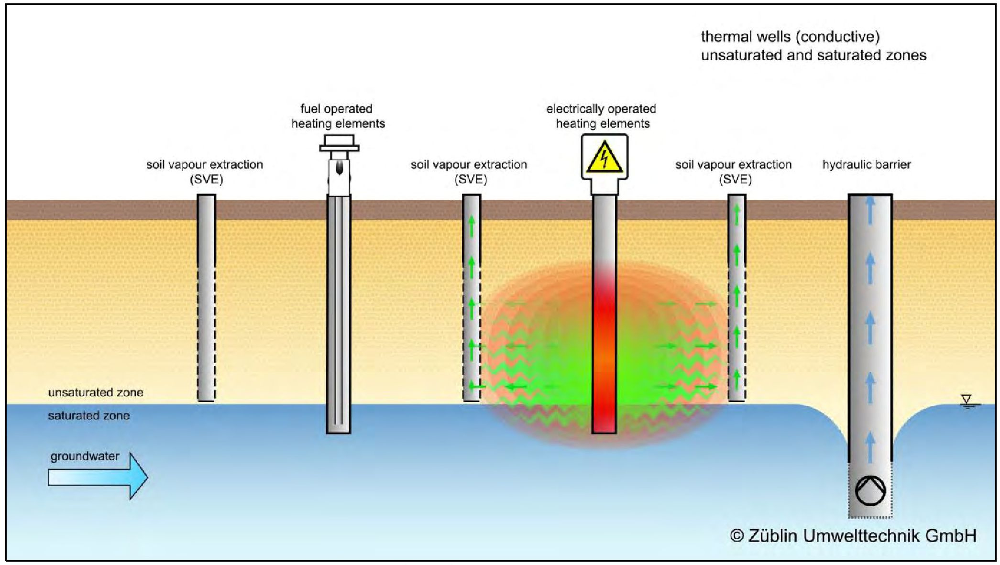 thermal wells (conductive)
unsaturated and saturated zones
fuel operated
heating elements
electrically operated
heating elements
soil vapour extraction
(SVE)
soil vapour extraction
(SVE)
soil vapour extraction
(SVE)
hydraulic barrier
unsaturated zone
saturated zone
groundwater
© Züblin Umwelttechnik GmbH